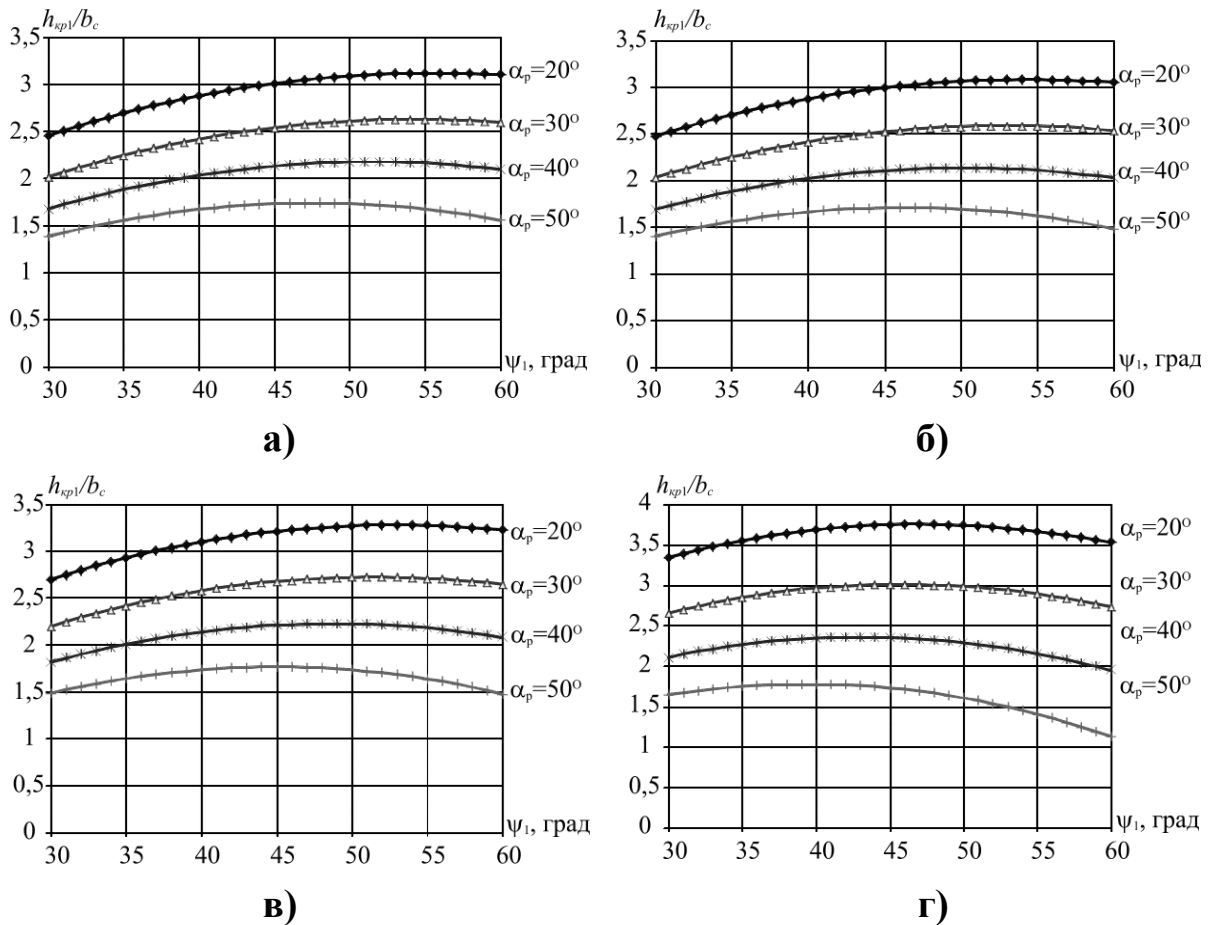 h_кр1/b_c
3,5
3
2,5
2
1,5
1
0,5
0
α_р=20°
α_р=30°
α_р=40°
α_р=50°
ψ₁, град
30 35 40 45 50 55 60
а)
h_кр1/b_c
3,5
3
2,5
2
1,5
1
0,5
0
α_р=20°
α_р=30°
α_р=40°
α_р=50°
ψ₁, град
30 35 40 45 50 55 60
б)
h_кр1/b_c
3,5
3
2,5
2
1,5
1
0,5
0
α_р=20°
α_р=30°
α_р=40°
α_р=50°
ψ₁, град
30 35 40 45 50 55 60
в)
h_кр1/b_c
4
3,5
3
2,5
2
1,5
1
0,5
0
α_р=20°
α_р=30°
α_р=40°
α_р=50°
ψ₁, град
30 35 40 45 50 55 60
г)